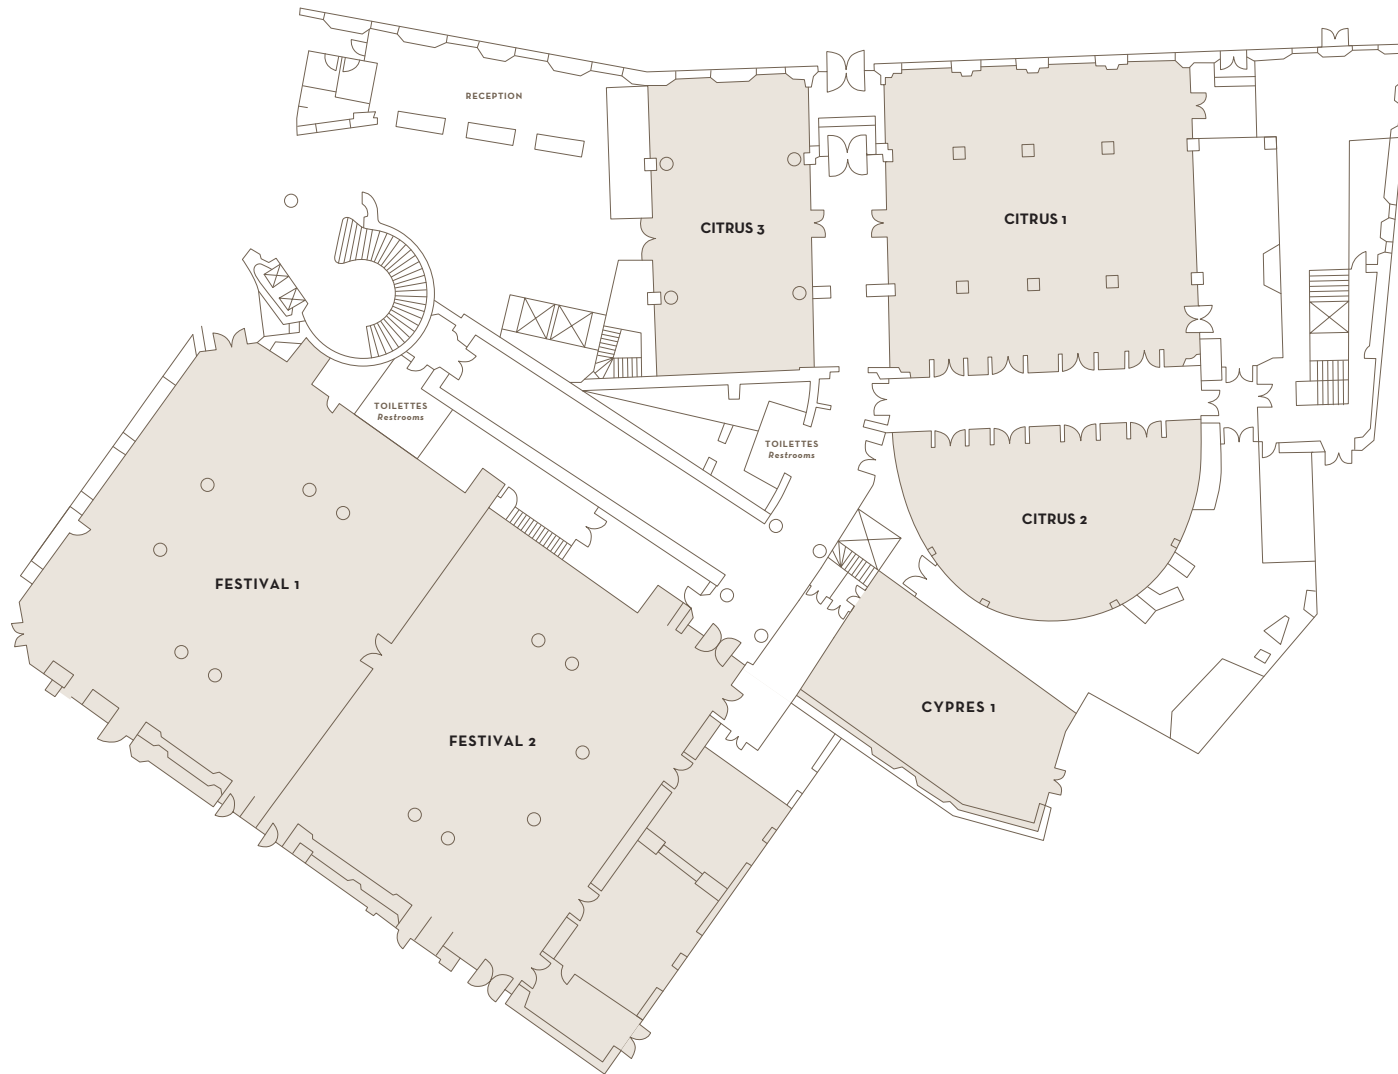 RECEPTION
CITRUS 3
CITRUS 1
TOILETTES
Restrooms
TOILETTES
Restrooms
CITRUS 2
FESTIVAL 1
CYPRES 1
FESTIVAL 2